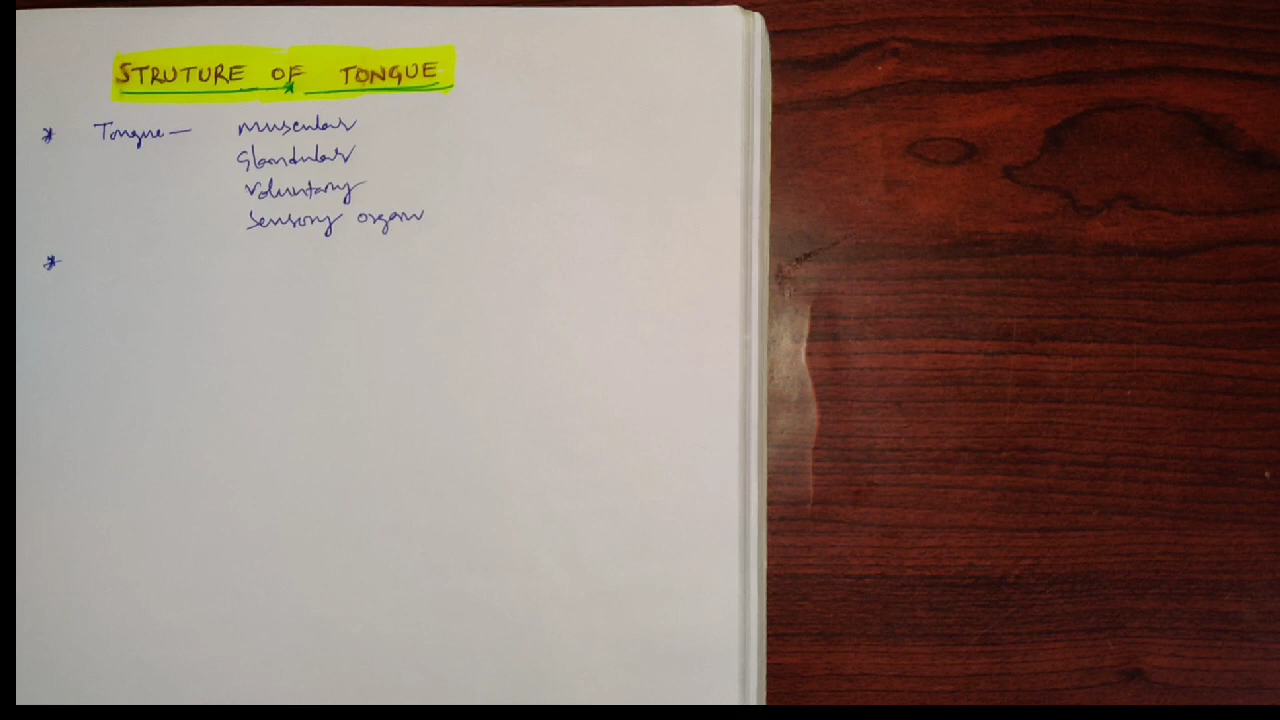 STRUTURE OF TONGUE
* Tongue — Muscular
Glandular
Voluntary
Sensory organ
*